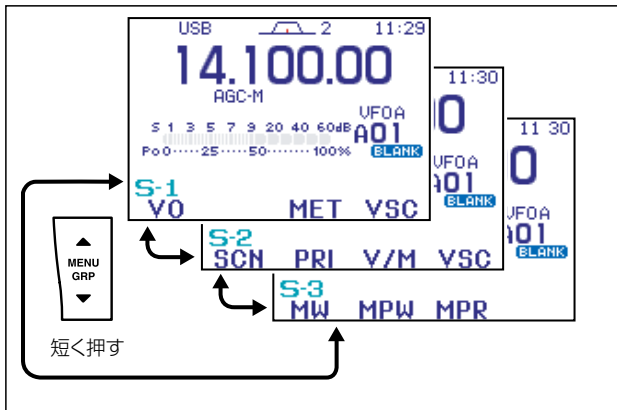 USB 2 11:29
14.100.00
AGC-M
VFOA
S 1 3 5 7 9 20 40 60dB A01
Po0····25····50·······100% BLANK
S-1
VO MET VSC
11:30
0
VFOA
A01
BLANK
S-2
SCN PRI V/M VSC
11 30
0
VFOA
A01
BLANK
S-3
MW MPW MPR
MENU
GRP
短く押す